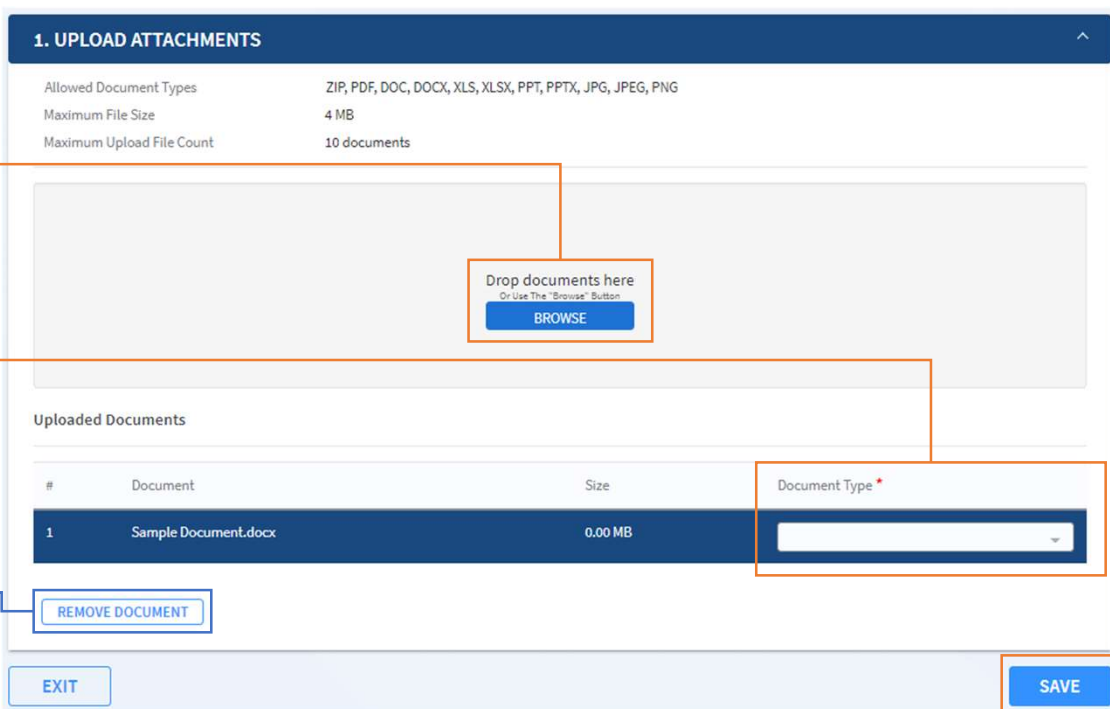 1. UPLOAD ATTACHMENTS
Allowed Document Types ZIP, PDF, DOC, DOCX, XLS, XLSX, PPT, PPTX, JPG, JPEG, PNG
Maximum File Size 4 MB
Maximum Upload File Count 10 documents
Drop documents here
Or Use The "Browse" Button
BROWSE
Uploaded Documents
# Document Size Document Type *
1 Sample Document.docx 0.00 MB
REMOVE DOCUMENT
EXIT SAVE